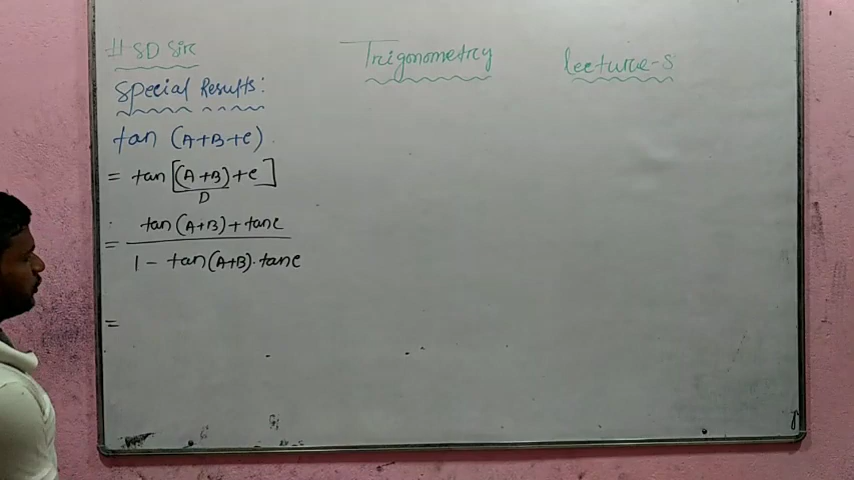 # SD Sir
Trigonometry
Lecture-5
Special Results:
tan (A+B+C)
= tan [(A+B)+C]
D
= tan(A+B)+tanC
1 - tan(A+B).tanC
=